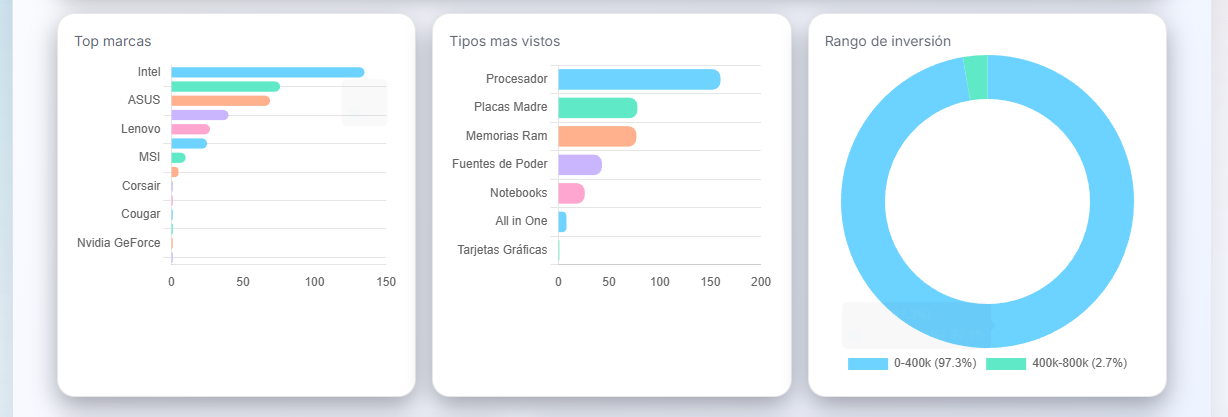 Top marcas
Intel
ASUS
Lenovo
MSI
Corsair
Cougar
Nvidia GeForce
0 50 100 150
Tipos mas vistos
Procesador
Placas Madre
Memorias Ram
Fuentes de Poder
Notebooks
All in One
Tarjetas Gráficas
0 50 100 150 200
Rango de inversión
0-400k (97.3%) 400k-800k (2.7%)